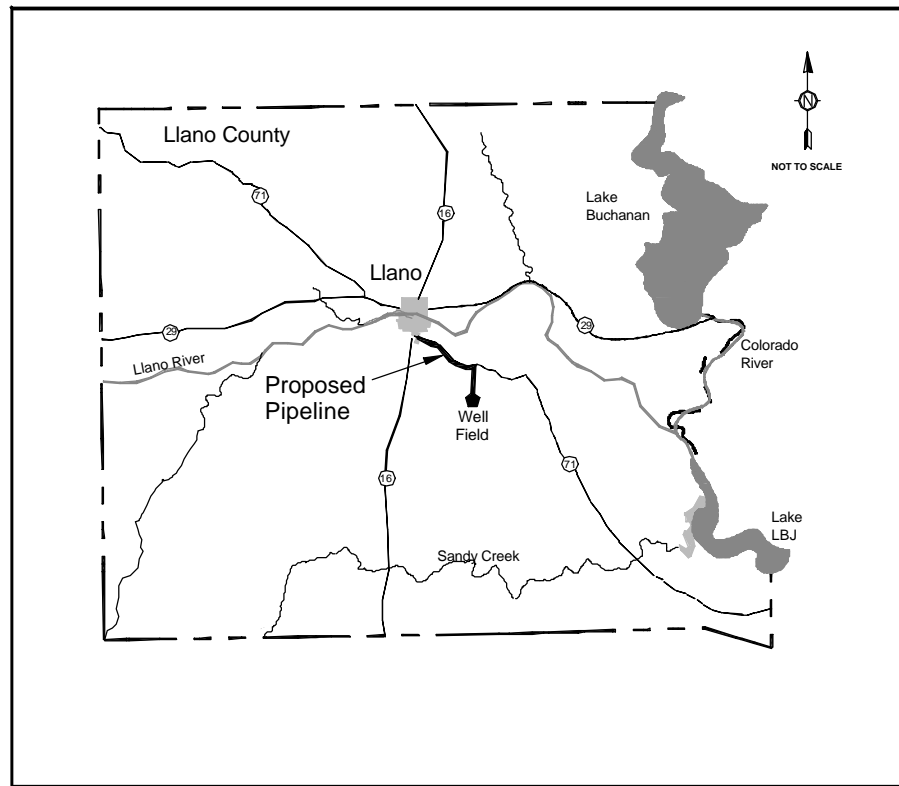 N
NOT TO SCALE
Llano County
71
16
Lake
Buchanan
Llano
29
29
Llano River
Colorado
River
Proposed
Pipeline
Well
Field
71
16
Lake
LBJ
Sandy Creek